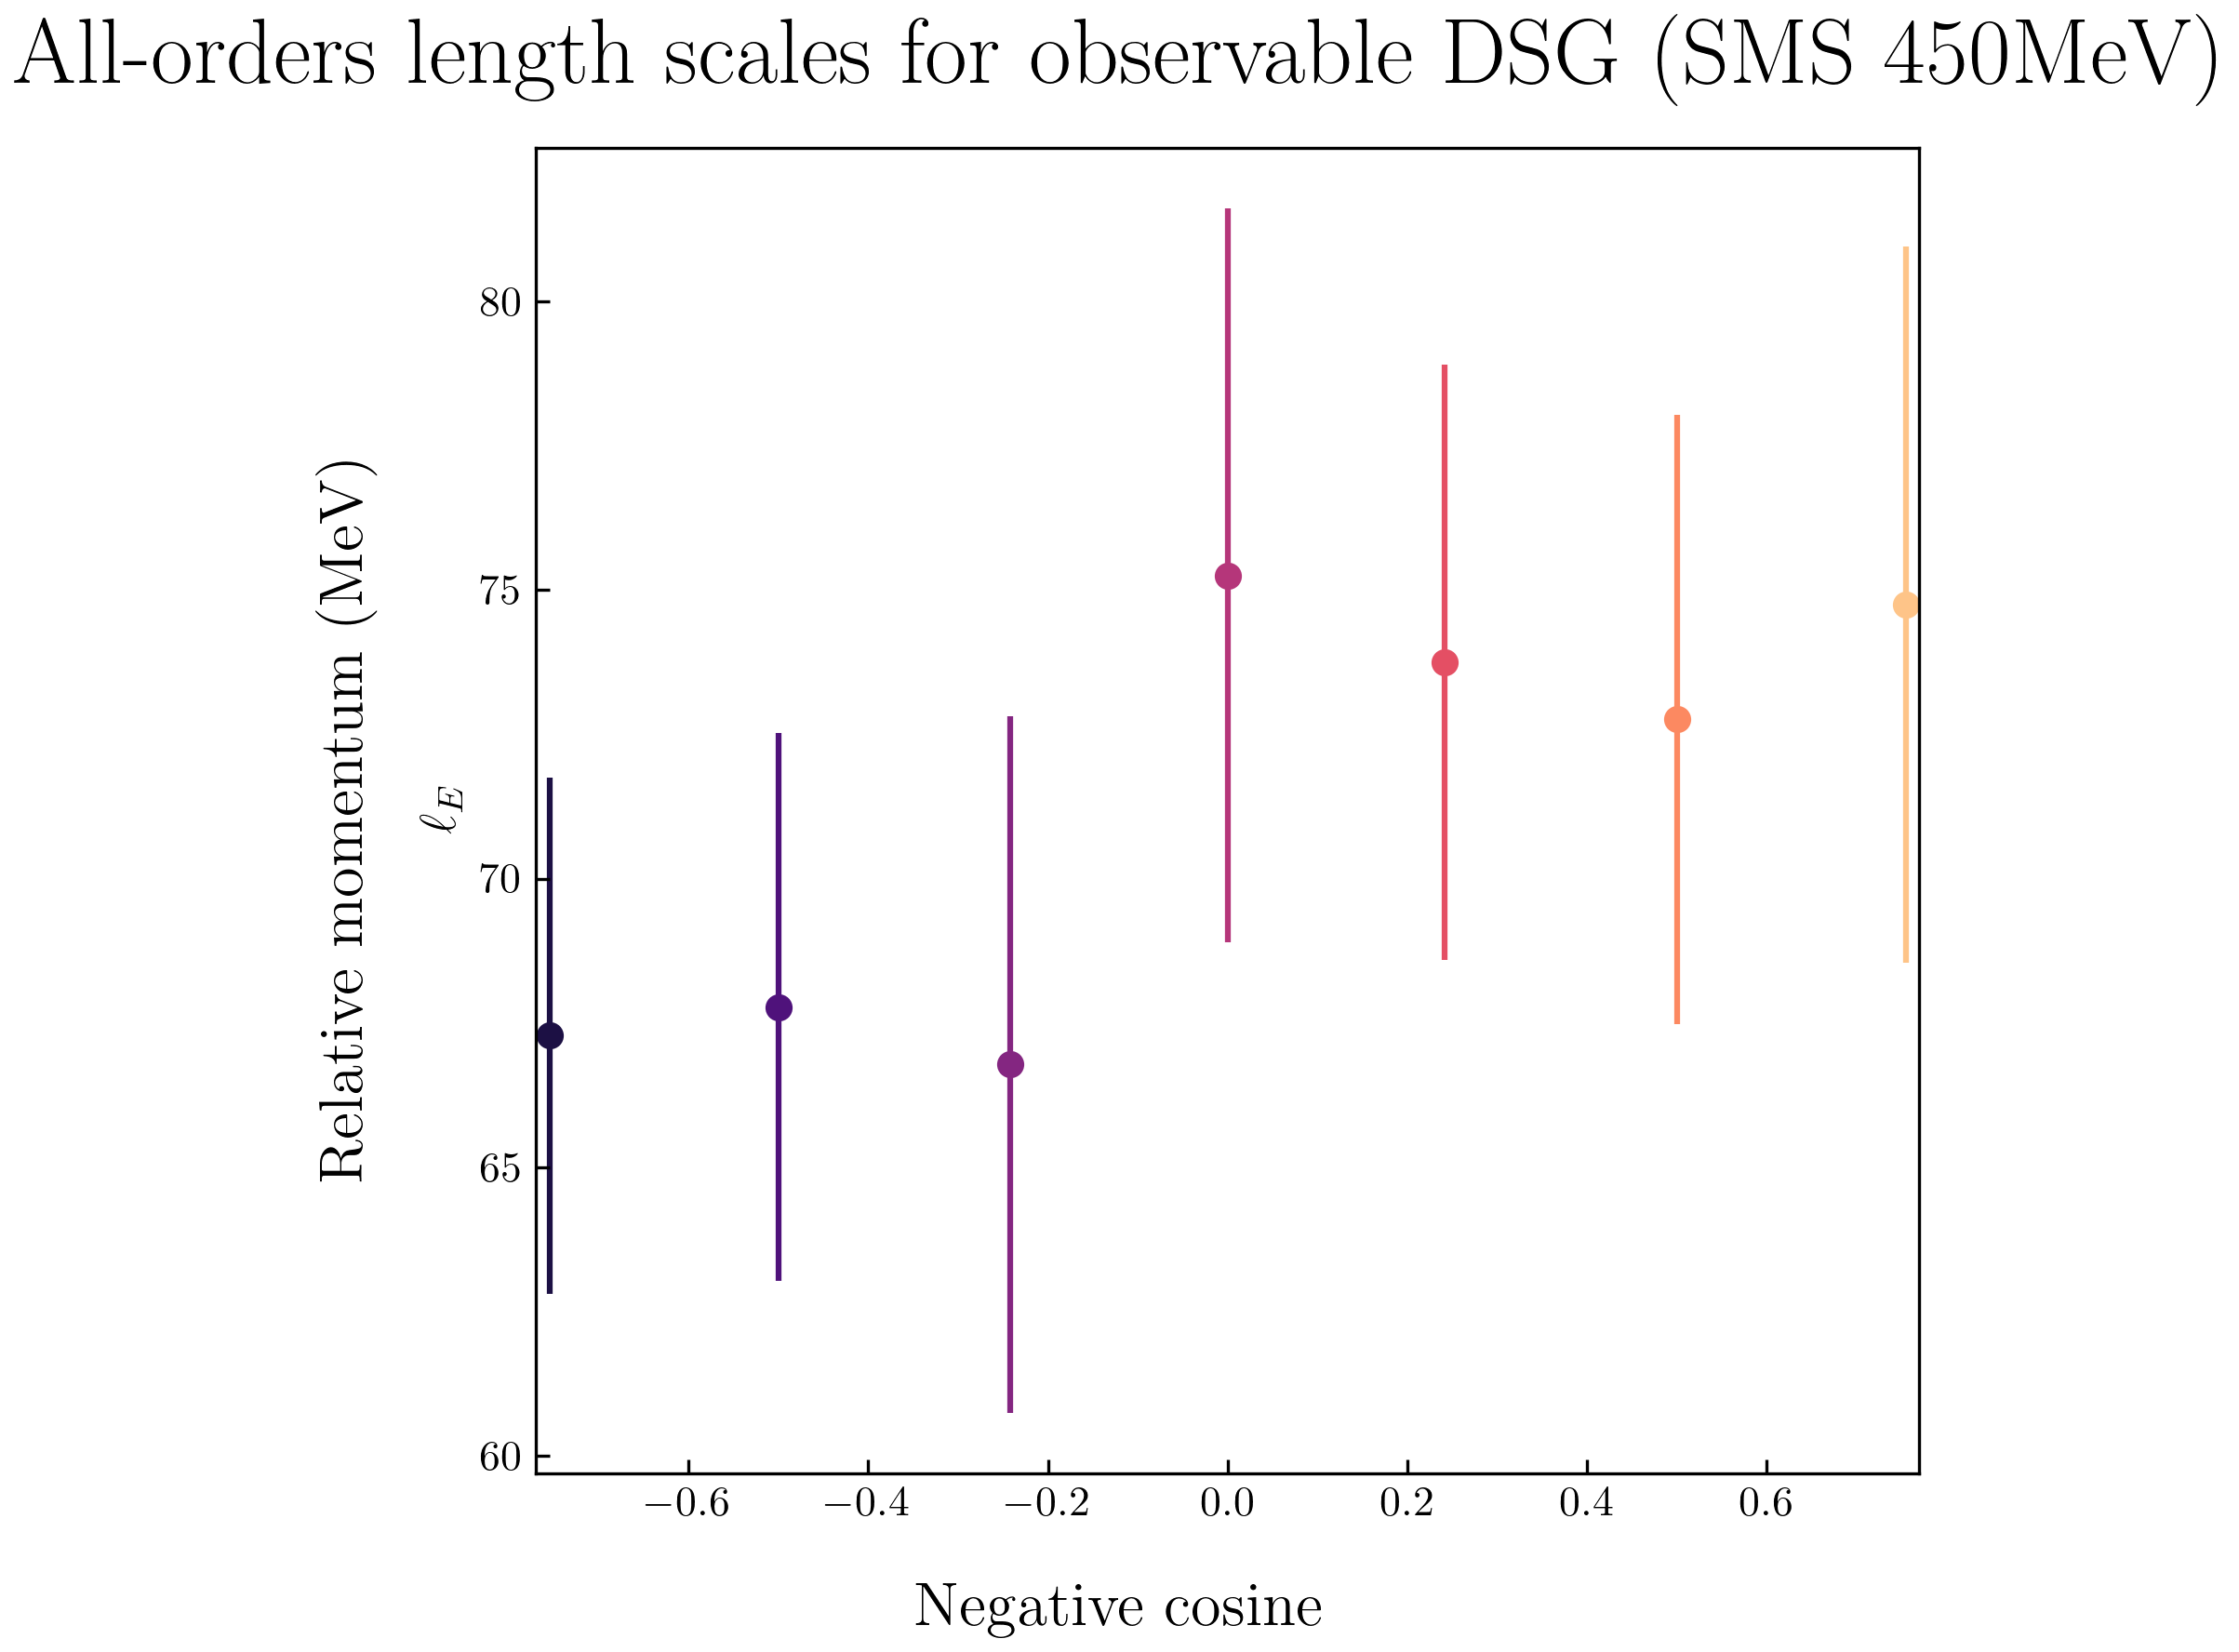 All-orders length scales for observable DSG (SMS 450MeV)
Relative momentum (MeV)
ℓ_E
80
75
70
65
60
−0.6 −0.4 −0.2 0.0 0.2 0.4 0.6
Negative cosine